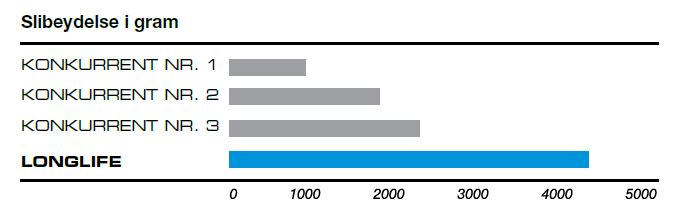 Slibeydelse i gram
KONKURRENT NR. 1
KONKURRENT NR. 2
KONKURRENT NR. 3
LONGLIFE
0 1000 2000 3000 4000 5000